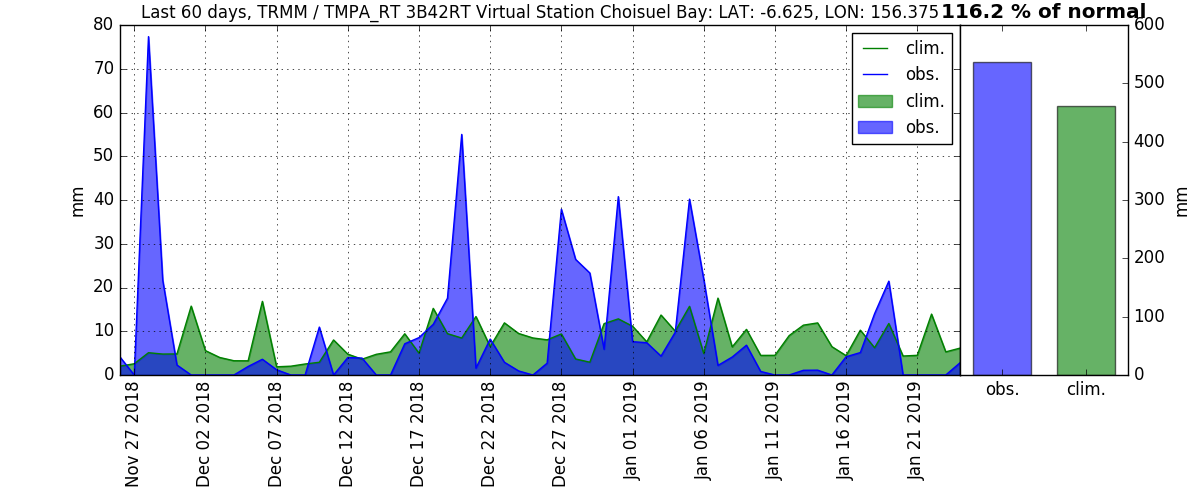 Last 60 days, TRMM / TMPA_RT 3B42RT Virtual Station Choisuel Bay: LAT: -6.625, LON: 156.375
116.2 % of normal
mm
80
70
60
50
40
30
20
10
0
clim.
obs.
clim.
obs.
Nov 27 2018
Dec 02 2018
Dec 07 2018
Dec 12 2018
Dec 17 2018
Dec 22 2018
Dec 27 2018
Jan 01 2019
Jan 06 2019
Jan 11 2019
Jan 16 2019
Jan 21 2019
600
500
400
300
200
100
0
mm
obs.
clim.